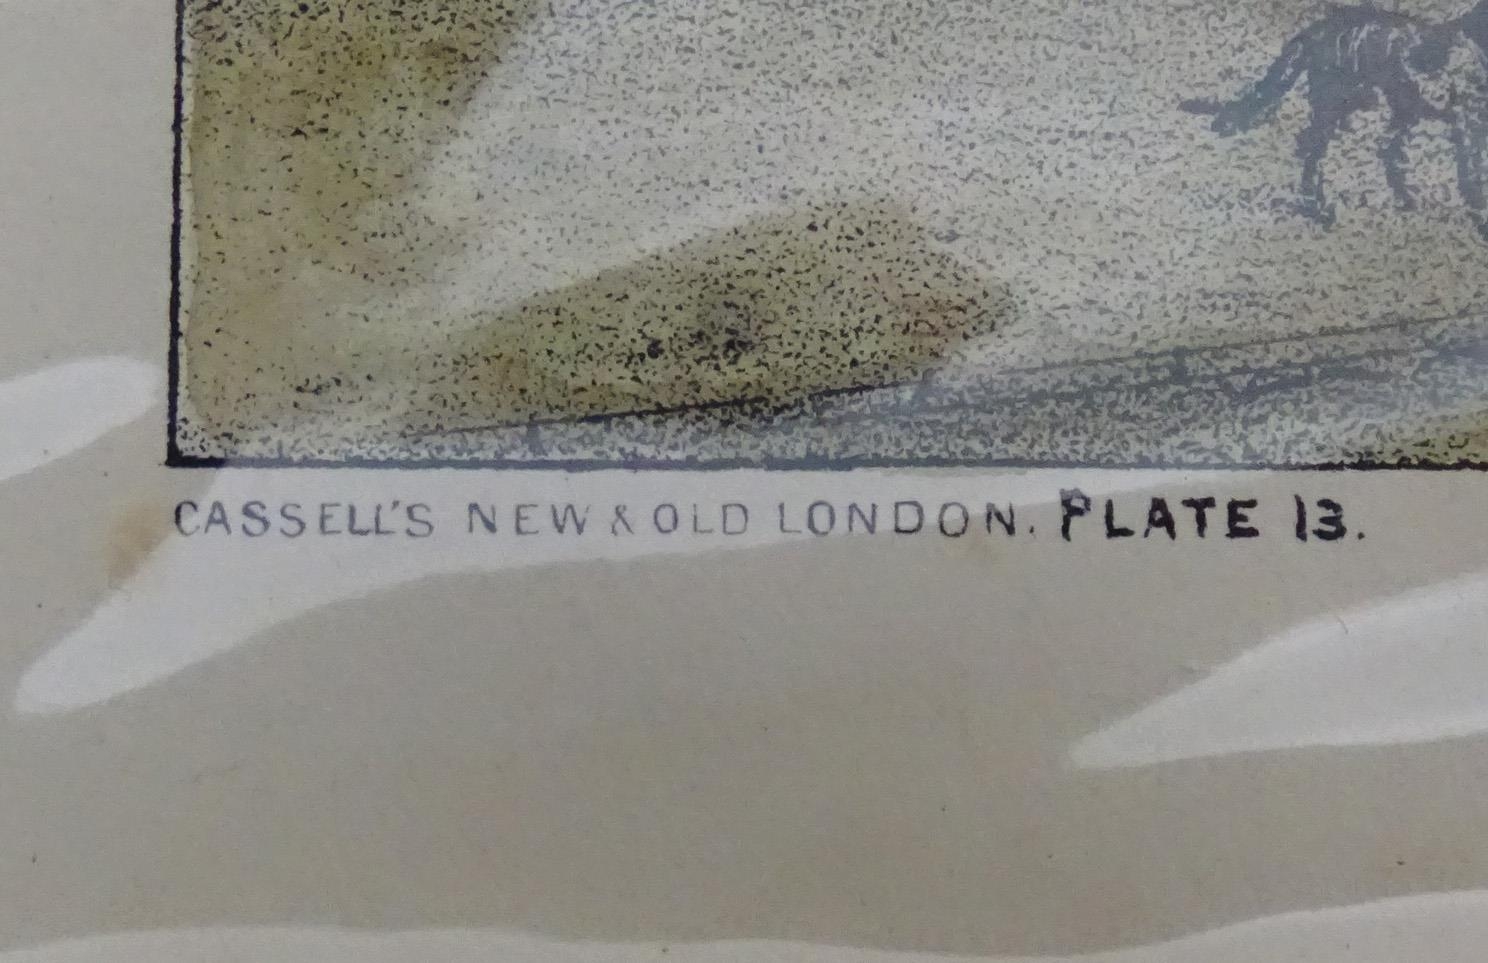 CASSELL'S NEW & OLD LONDON. PLATE 13.